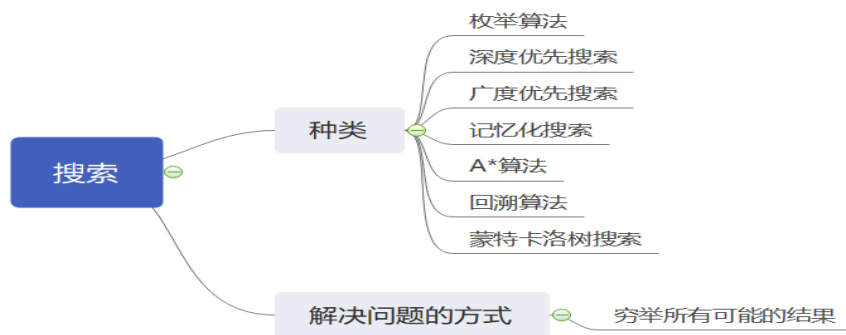 搜索
种类
枚举算法
深度优先搜索
广度优先搜索
记忆化搜索
A*算法
回溯算法
蒙特卡洛树搜索
解决问题的方式
穷举所有可能的结果